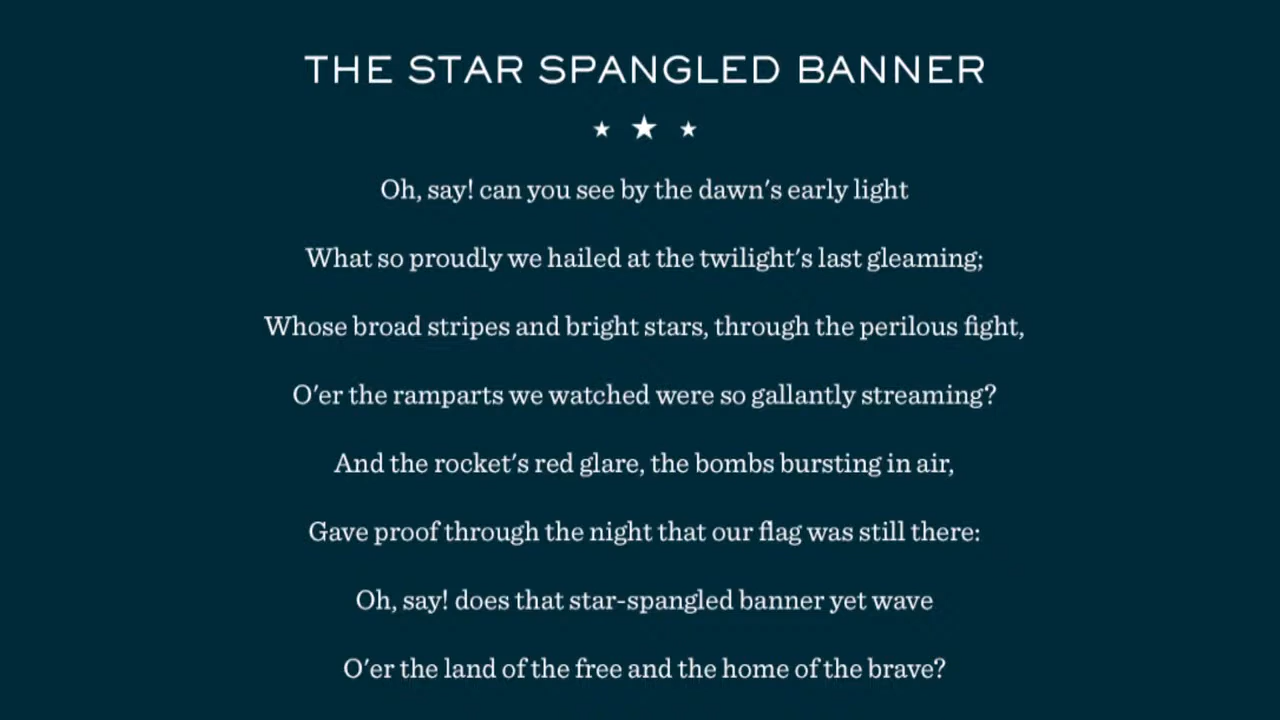 THE STAR SPANGLED BANNER
Oh, say! can you see by the dawn's early light
What so proudly we hailed at the twilight's last gleaming;
Whose broad stripes and bright stars, through the perilous fight,
O'er the ramparts we watched were so gallantly streaming?
And the rocket's red glare, the bombs bursting in air,
Gave proof through the night that our flag was still there:
Oh, say! does that star-spangled banner yet wave
O'er the land of the free and the home of the brave?